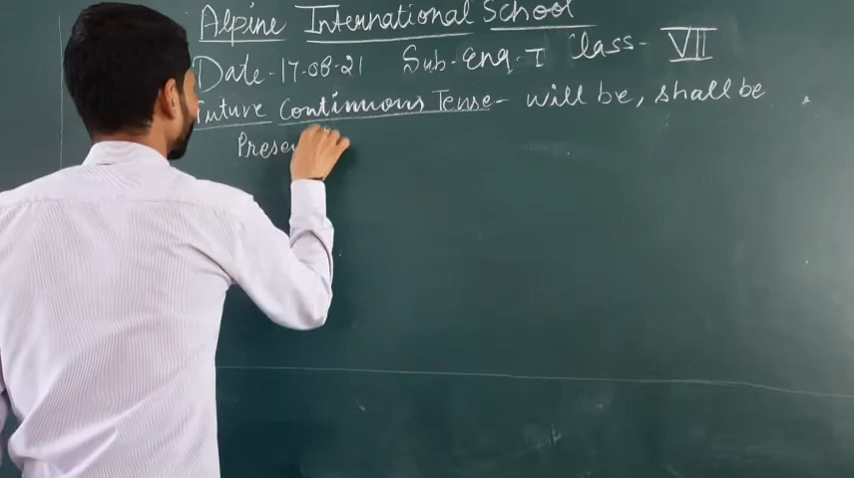 Alpine International School
Date-17-08-21 Sub-Eng-I Class- VII
Future Continuous Tense- will be, shall be